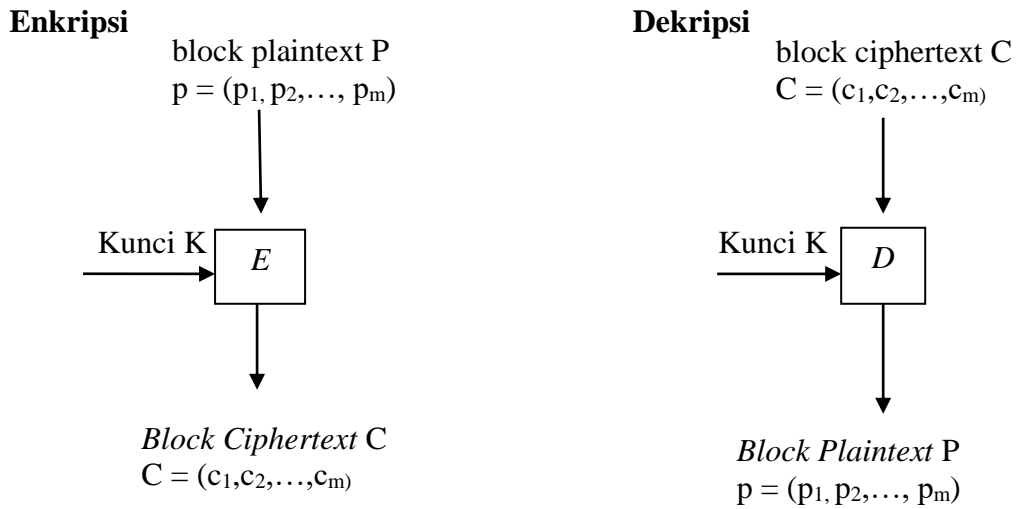 Enkripsi
block plaintext P
p = (p₁, p₂,…, pₘ)
Kunci K
E
Block Ciphertext C
C = (c₁,c₂,…,cₘ)
Dekripsi
block ciphertext C
C = (c₁,c₂,…,cₘ)
Kunci K
D
Block Plaintext P
p = (p₁, p₂,…, pₘ)